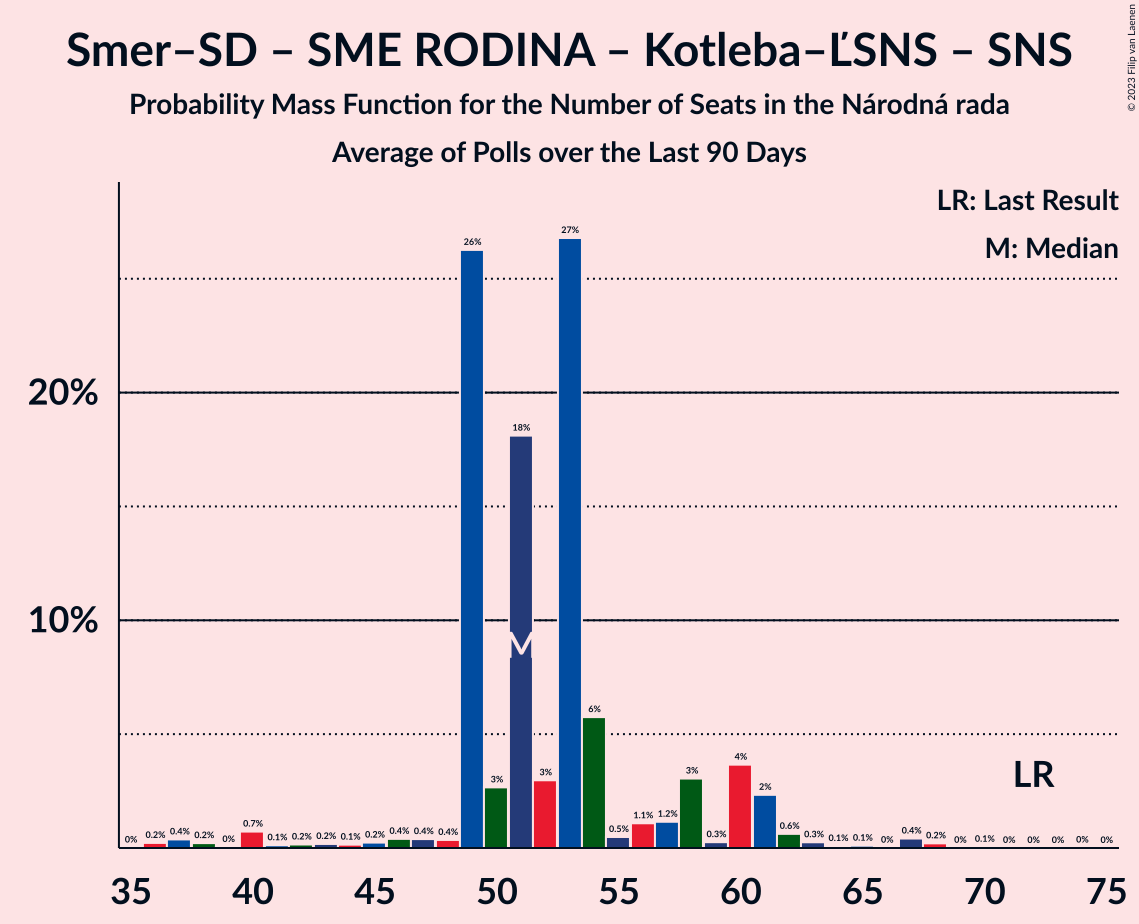 Smer–SD – SME RODINA – Kotleba–ĽSNS – SNS
Probability Mass Function for the Number of Seats in the Národná rada
Average of Polls over the Last 90 Days
© 2023 Filip van Laenen
LR: Last Result
M: Median
20%
10%
0% 0.2% 0.4% 0.2% 0% 0.7% 0.1% 0.2% 0.2% 0.1% 0.2% 0.4% 0.4% 0.4% 26% 3% 18% 3% 27% 6% 0.5% 1.1% 1.2% 3% 0.3% 4% 2% 0.6% 0.3% 0.1% 0.1% 0% 0.4% 0.2% 0% 0.1% 0% 0% 0% 0% 0%
M
LR
35 40 45 50 55 60 65 70 75